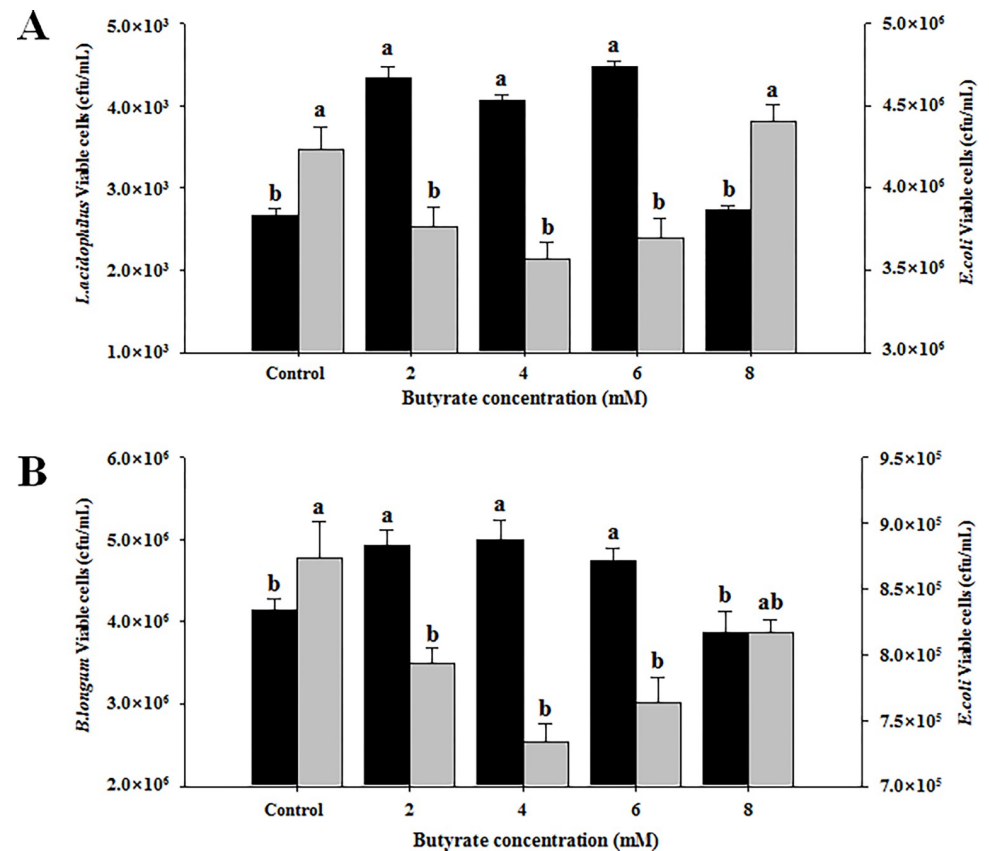 A
L.acidophilus Viable cells (cfu/mL)
5.0×10³
4.0×10³
3.0×10³
2.0×10³
1.0×10³
b
a
a
b
a
b
a
b
b
a
5.0×10⁶
4.5×10⁶
4.0×10⁶
3.5×10⁶
3.0×10⁶
E.coli Viable cells (cfu/mL)
Control 2 4 6 8
Butyrate concentration (mM)
B
B.longum Viable cells (cfu/mL)
6.0×10⁶
5.0×10⁶
4.0×10⁶
3.0×10⁶
2.0×10⁶
b
a
a
b
a
b
a
b
b
ab
9.5×10⁵
9.0×10⁵
8.5×10⁵
8.0×10⁵
7.5×10⁵
7.0×10⁵
E.coli Viable cells (cfu/mL)
Control 2 4 6 8
Butyrate concentration (mM)